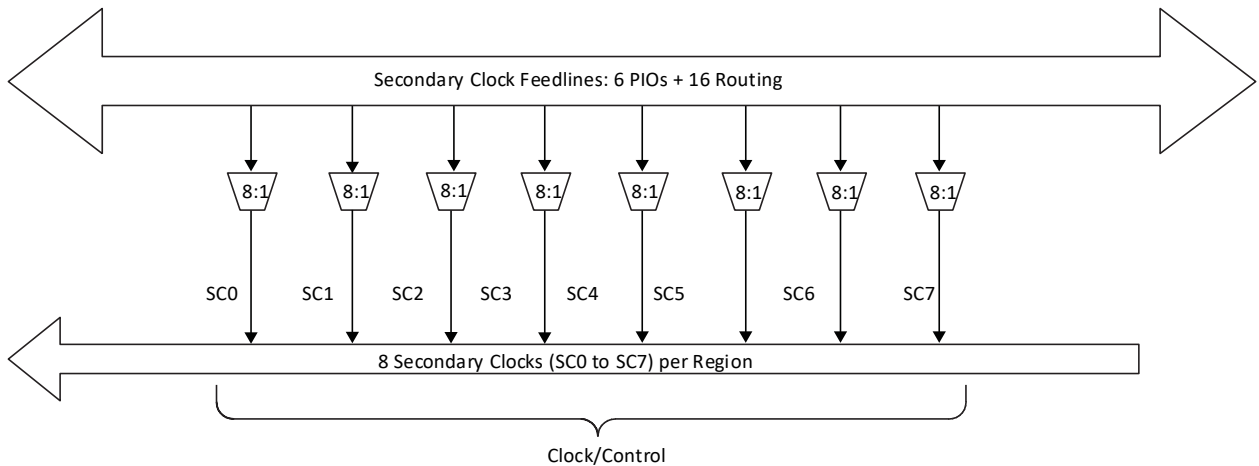 Secondary Clock Feedlines: 6 PIOs + 16 Routing
8:1 8:1 8:1 8:1 8:1 8:1 8:1 8:1
SC0 SC1 SC2 SC3 SC4 SC5 SC6 SC7
8 Secondary Clocks (SC0 to SC7) per Region
Clock/Control